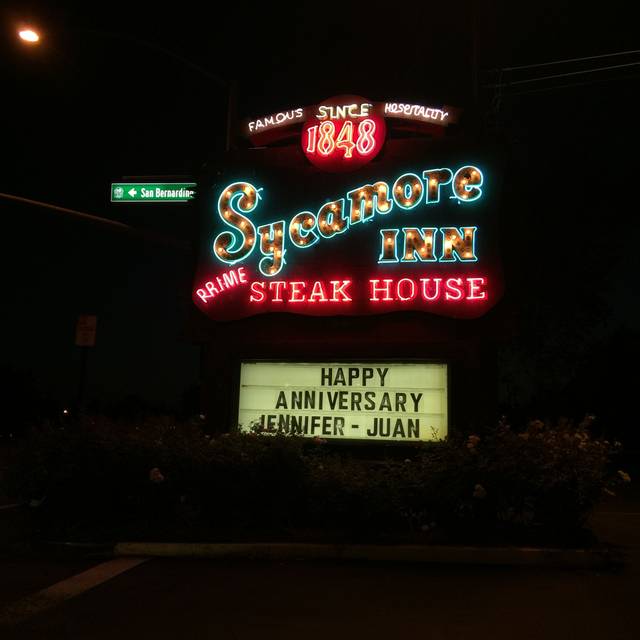 FAMOUS SINCE HOSPITALITY
1848
← San Bernardino
Sycamore
INN
PRIME STEAK HOUSE
HAPPY
ANNIVERSARY
JENNIFER - JUAN